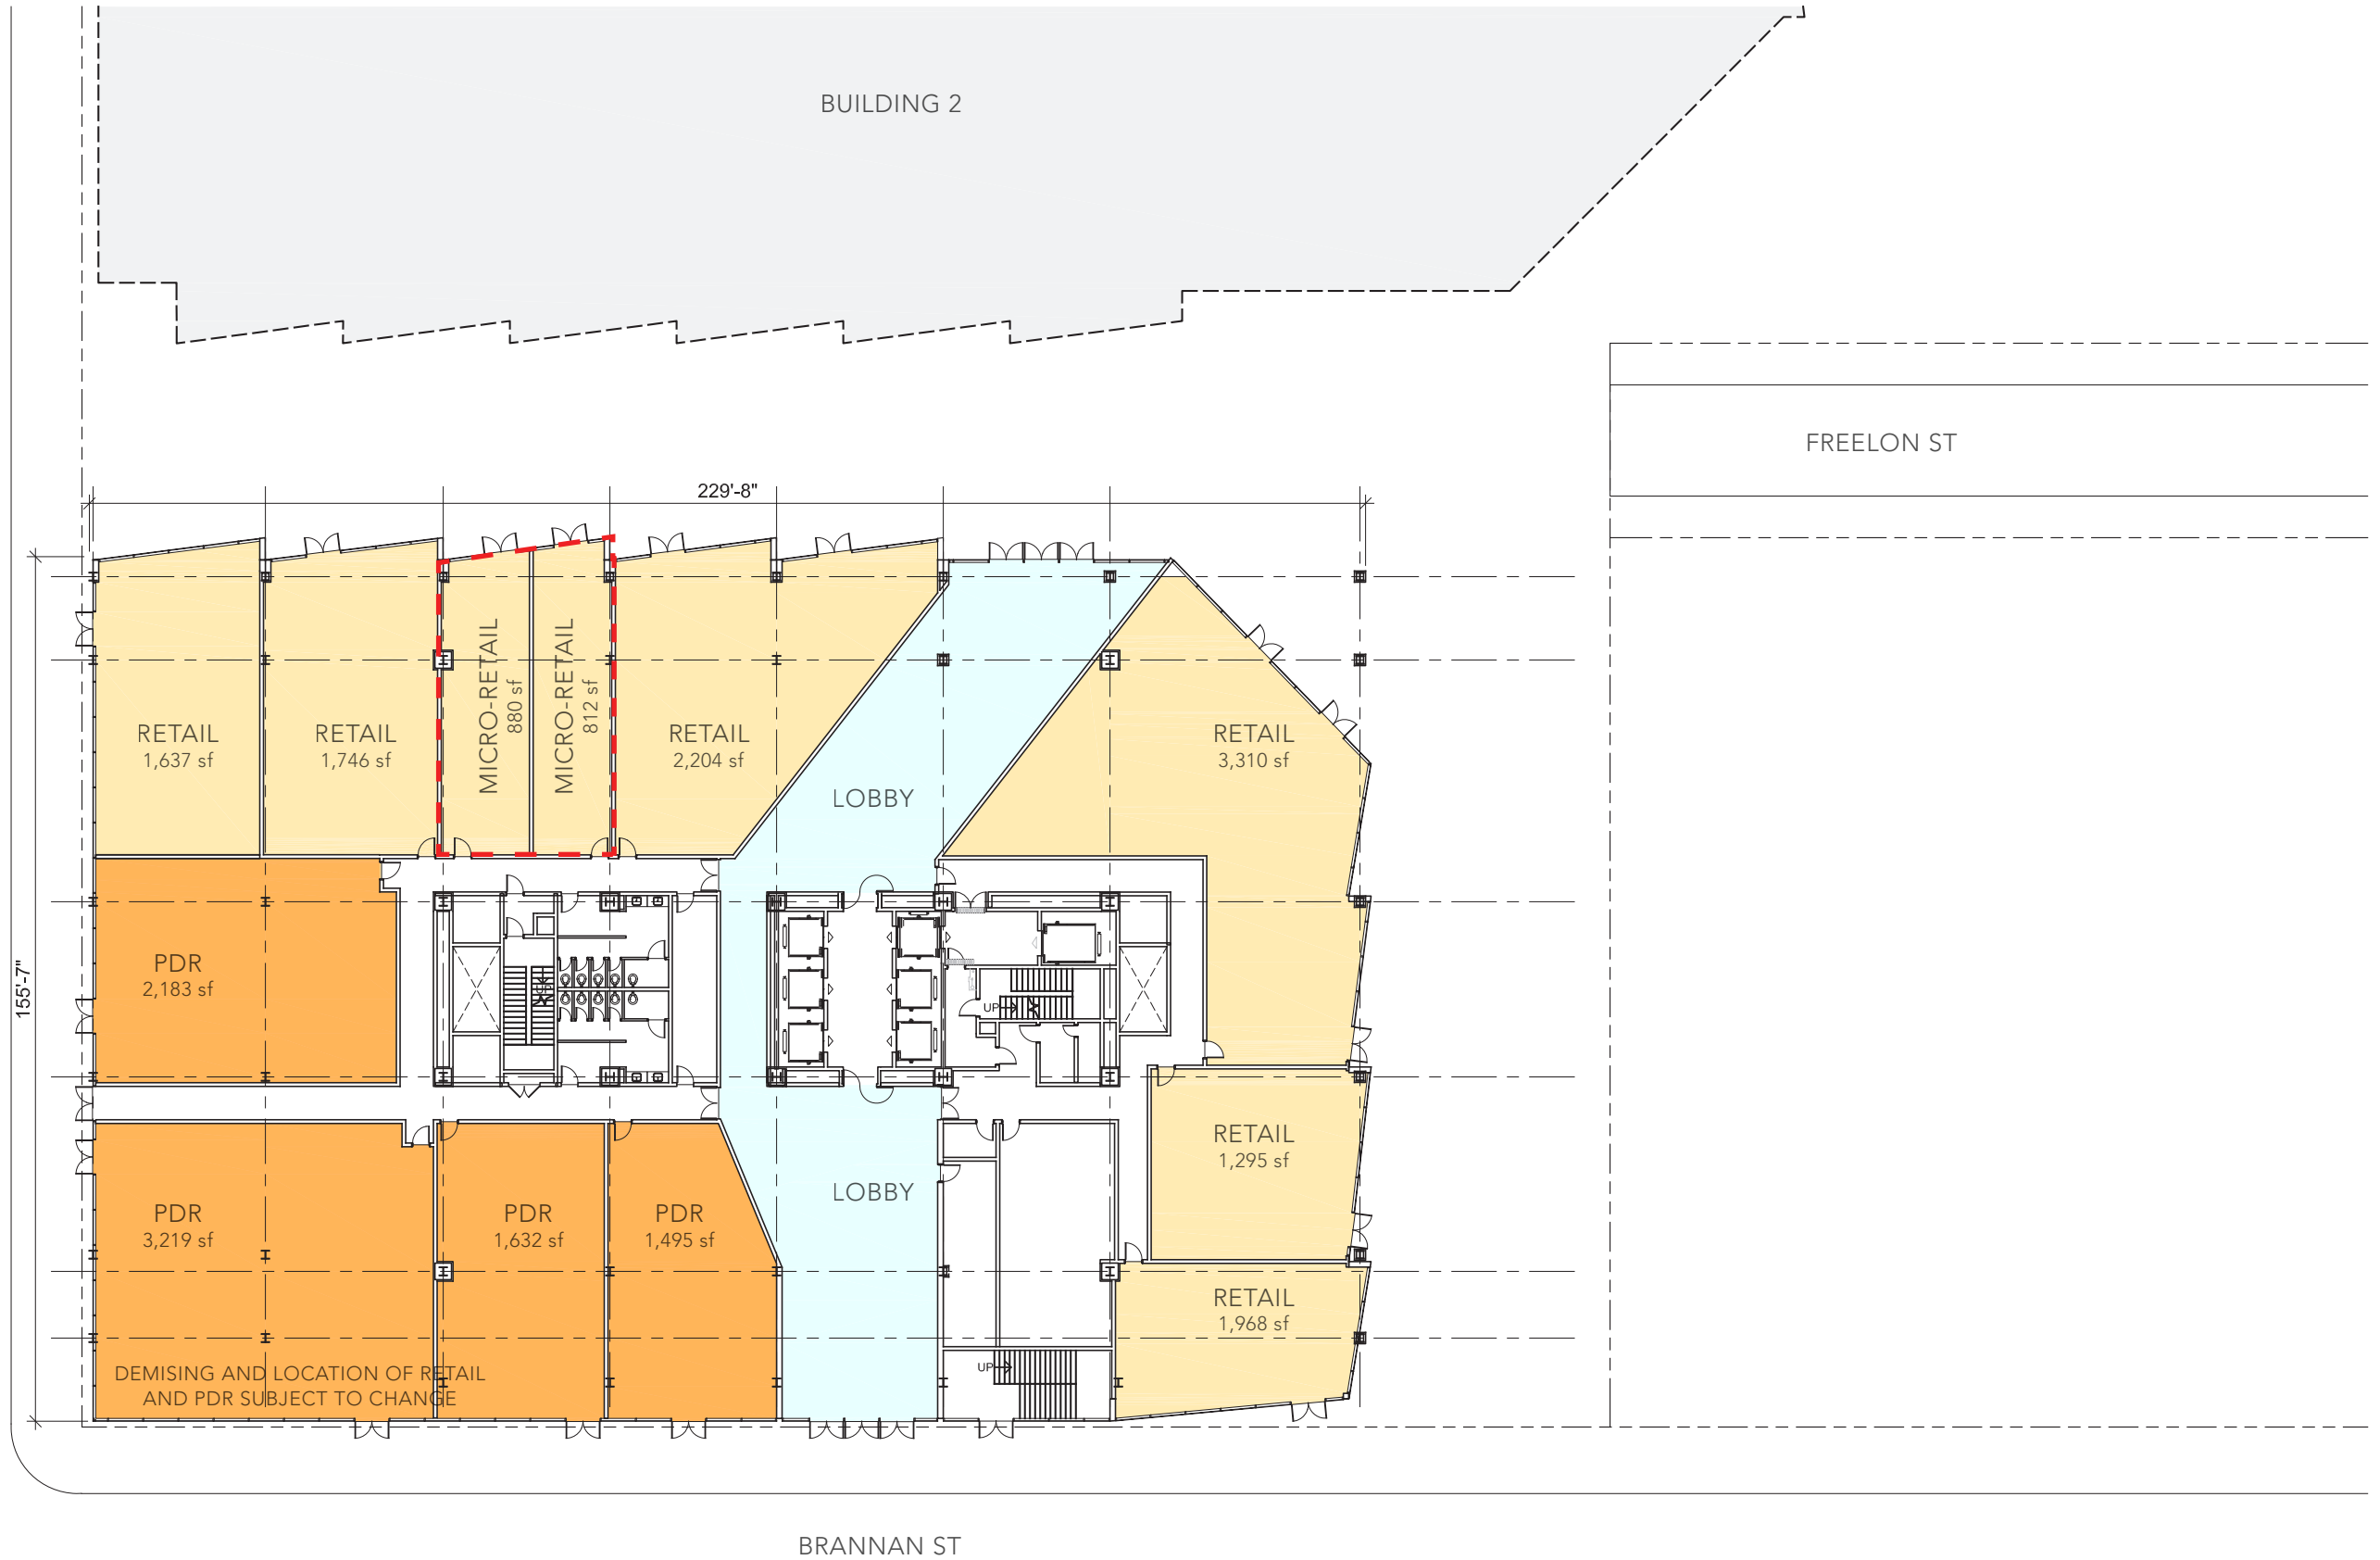 BUILDING 2
FREELON ST
229'-8"
155'-7"
RETAIL
1,637 sf
RETAIL
1,746 sf
MICRO-RETAIL
880 sf
MICRO-RETAIL
812 sf
RETAIL
2,204 sf
RETAIL
3,310 sf
LOBBY
PDR
2,183 sf
UP
RETAIL
1,295 sf
LOBBY
PDR
3,219 sf
PDR
1,632 sf
PDR
1,495 sf
RETAIL
1,968 sf
UP
DEMISING AND LOCATION OF RETAIL
AND PDR SUBJECT TO CHANGE
BRANNAN ST